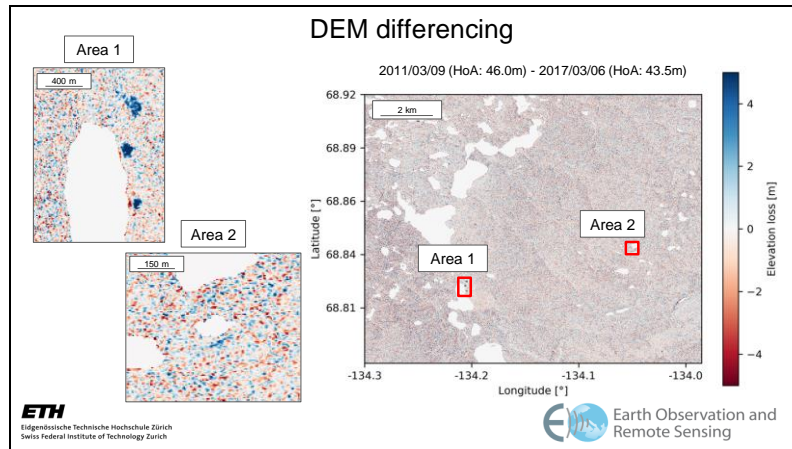 DEM differencing
Area 1
400 m
Area 2
150 m
2011/03/09 (HoA: 46.0m) - 2017/03/06 (HoA: 43.5m)
2 km
Area 1
Area 2
68.92
68.89
68.86
68.84
68.81
Latitude [°]
-134.3
-134.2
-134.1
-134.0
Longitude [°]
4
2
0
−2
−4
Elevation loss [m]
ETH
Eidgenössische Technische Hochschule Zürich
Swiss Federal Institute of Technology Zurich
Earth Observation and
Remote Sensing